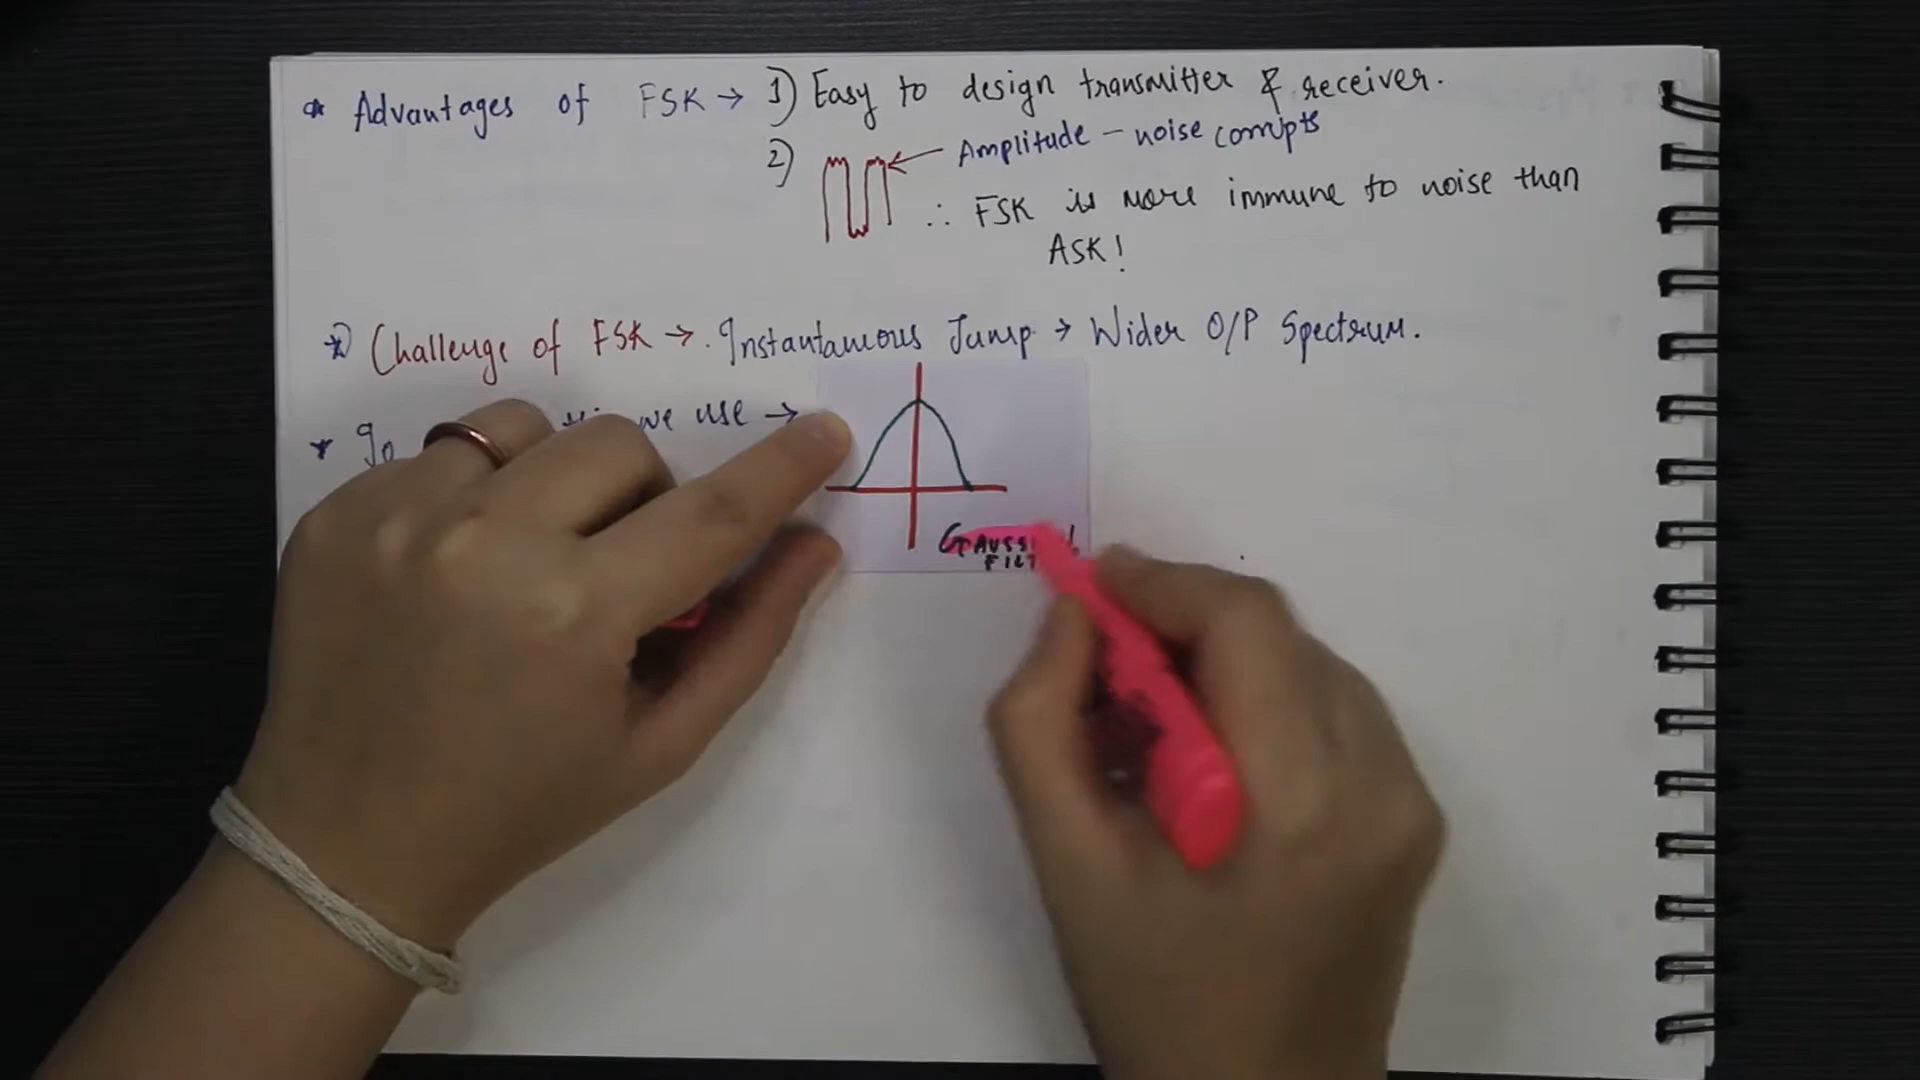 * Advantages of FSK → 1) Easy to design transmitter & receiver.
2) Amplitude - noise corrupts
∴ FSK is more immune to noise than
ASK!
* Challenge of FSK → Instantaneous Jump → Wider O/P Spectrum.
* we use →